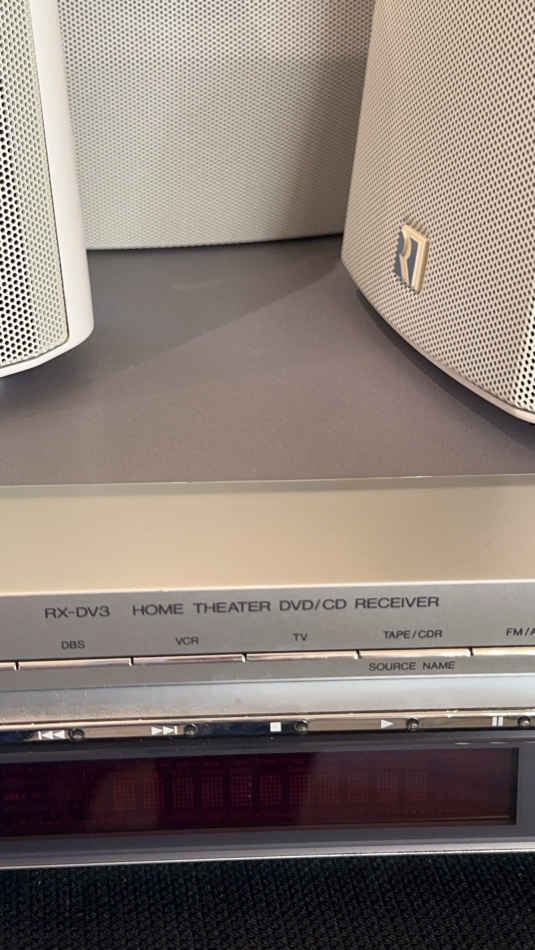 RX-DV3 HOME THEATER DVD/CD RECEIVER
DBS VCR TV TAPE/CDR FM/A
SOURCE NAME